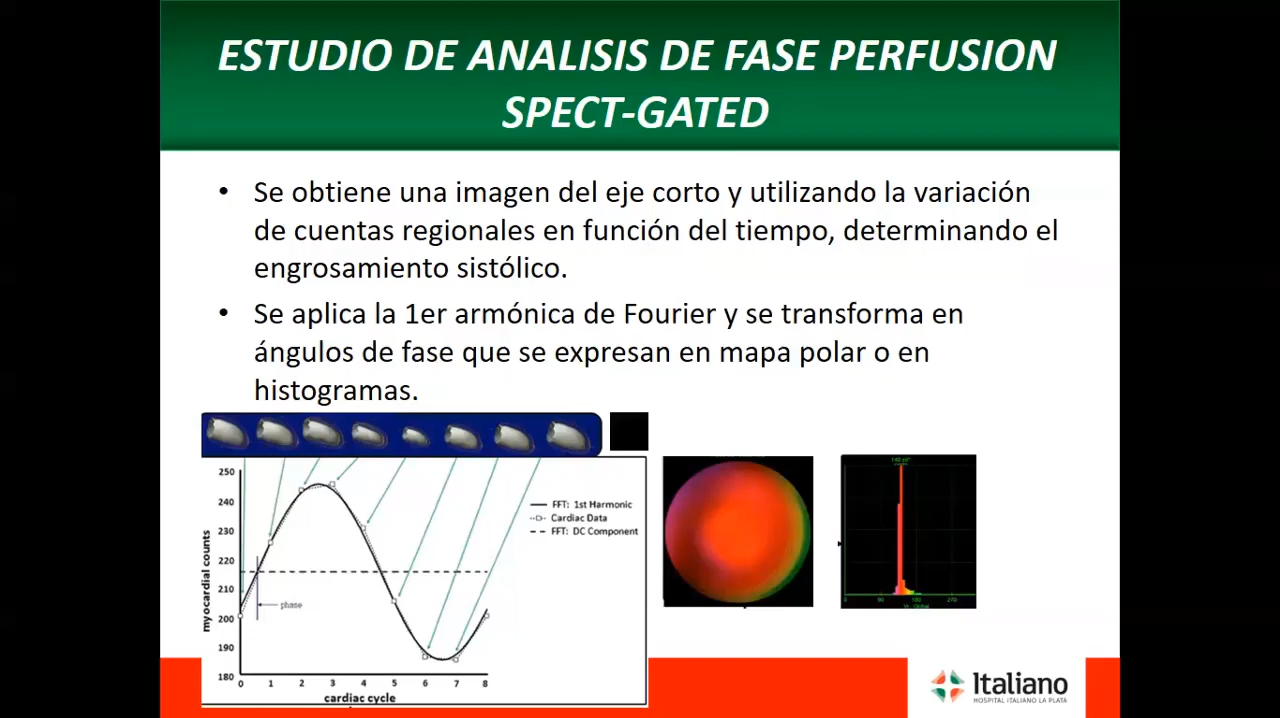 ESTUDIO DE ANALISIS DE FASE PERFUSION
SPECT-GATED
• Se obtiene una imagen del eje corto y utilizando la variación
de cuentas regionales en función del tiempo, determinando el
engrosamiento sistólico.
• Se aplica la 1er armónica de Fourier y se transforma en
ángulos de fase que se expresan en mapa polar o en
histogramas.
250
240
230
220
210
200
190
180
myocardial counts
FFT: 1st Harmonic
Cardiac Data
FFT: DC Component
phase
0 1 2 3 4 5 6 7 8
cardiac cycle
0 90 180 270
Italiano
HOSPITAL ITALIANO LA PLATA